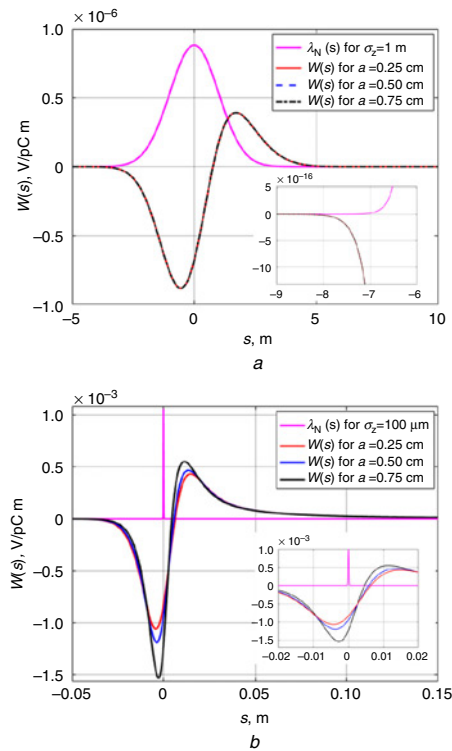 × 10⁻⁶
1.0
0.5
0
−0.5
−1.0
W(s), V/pC m
λN (s) for σz=1 m
W(s) for a =0.25 cm
W(s) for a =0.50 cm
W(s) for a =0.75 cm
× 10⁻¹⁶
5
0
−5
−10
−9 −8 −7 −6
−5 0 5 10
s, m
a
× 10⁻³
1.0
0.5
0
−0.5
−1.0
−1.5
W(s), V/pC m
λN (s) for σz=100 μm
W(s) for a =0.25 cm
W(s) for a =0.50 cm
W(s) for a =0.75 cm
× 10⁻³
1.0
0.5
0
−0.5
−1.0
−1.5
−0.02 −0.01 0 0.01 0.02
−0.05 0 0.05 0.10 0.15
s, m
b